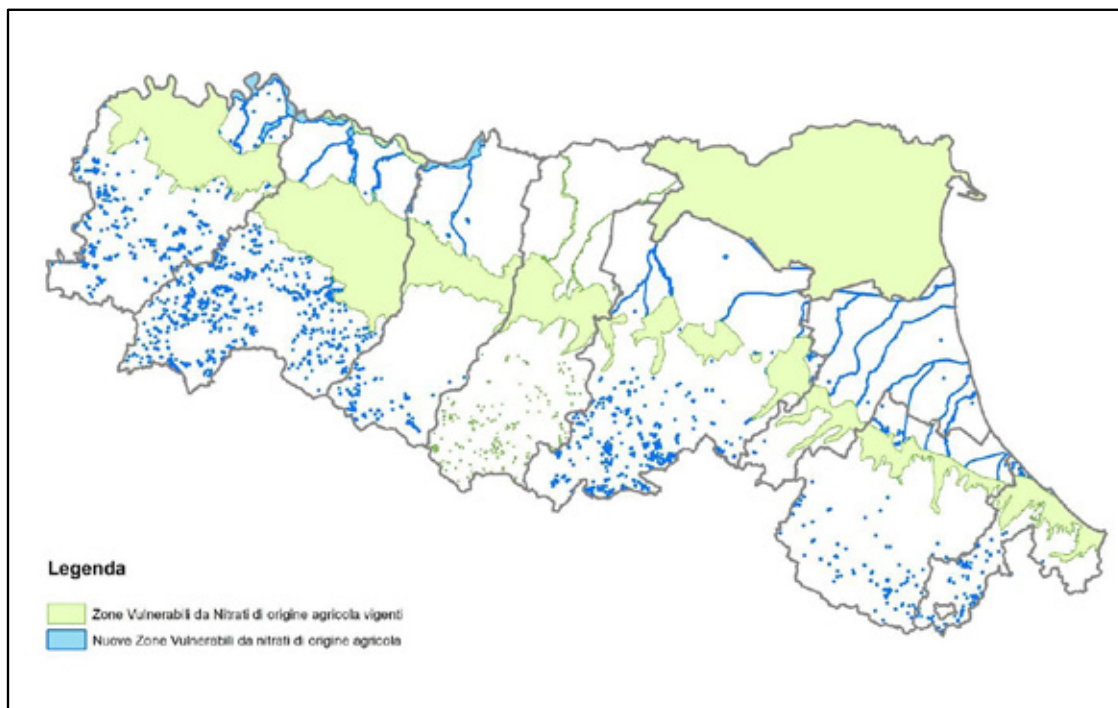 Legenda
Zone Vulnerabili da Nitrati di origine agricola vigenti
Nuove Zone Vulnerabili da nitrati di origine agricola